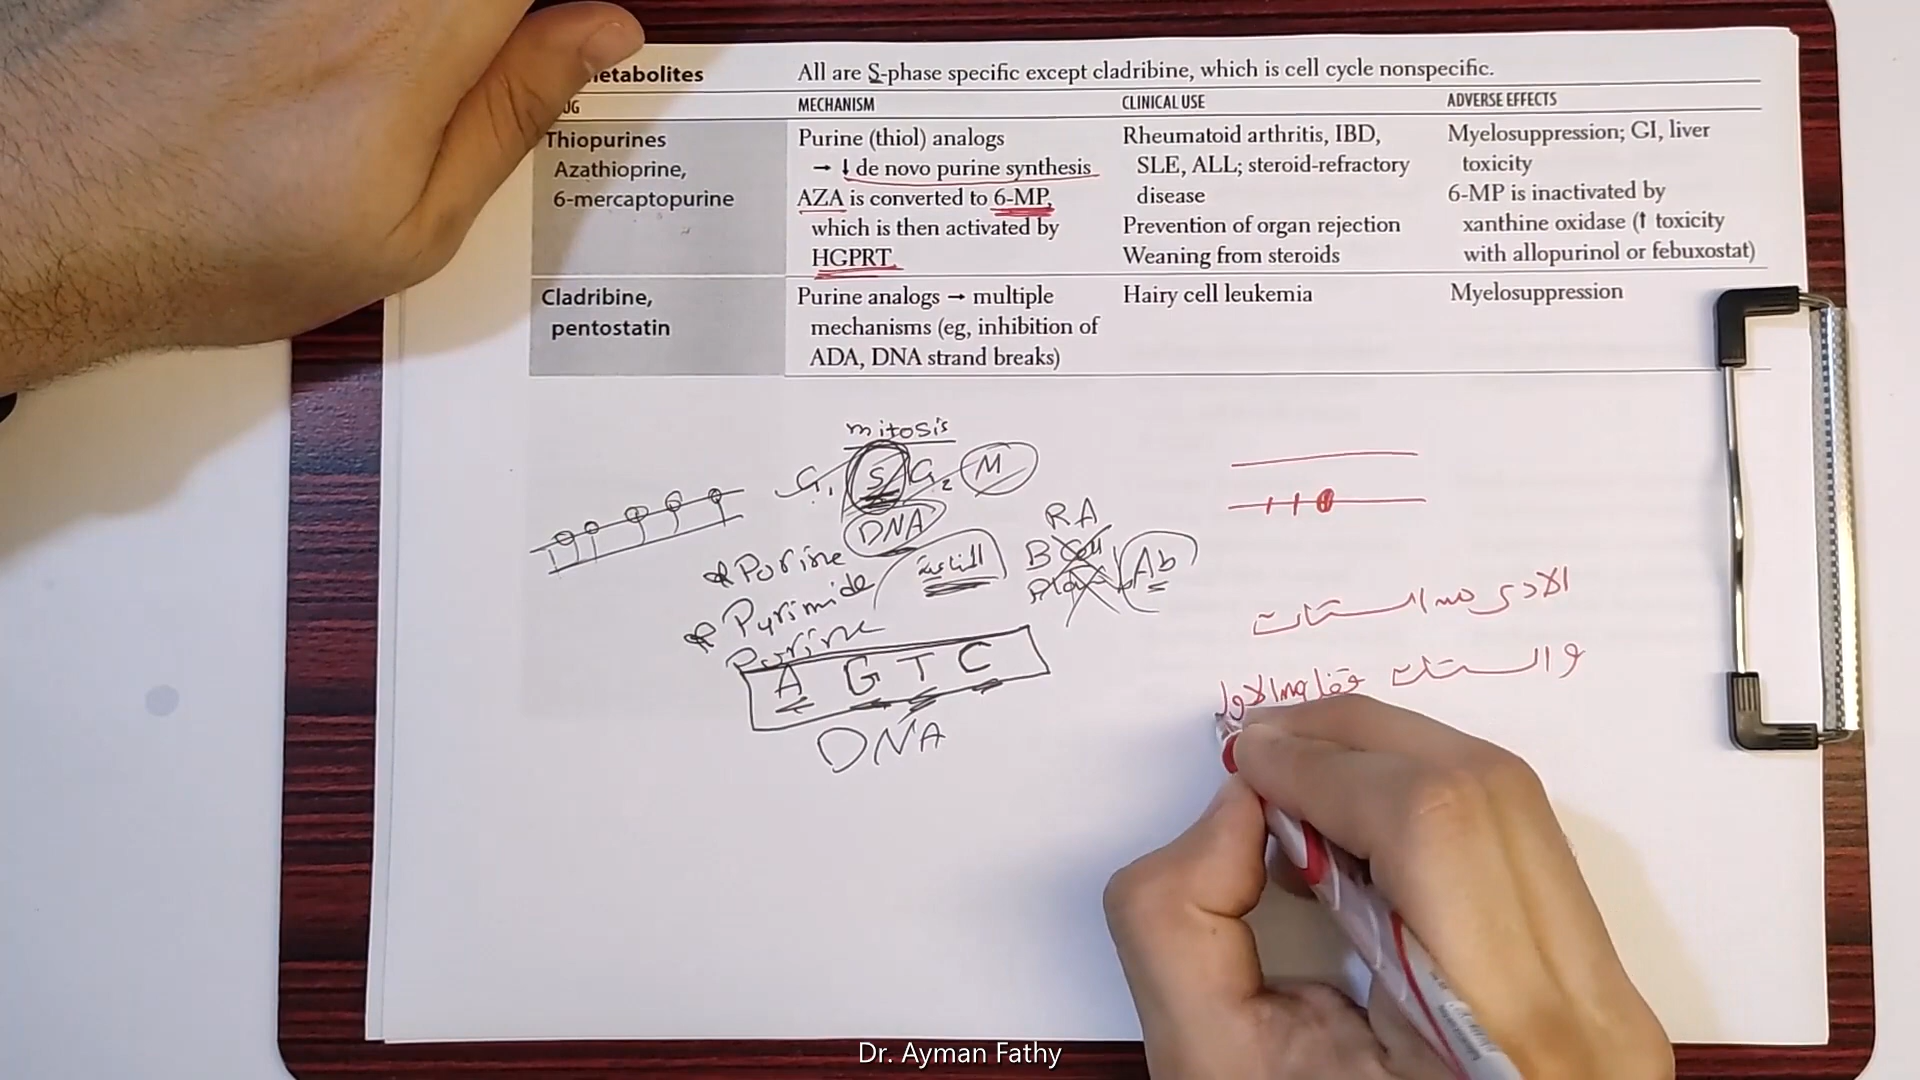 etabolites All are S-phase specific except cladribine, which is cell cycle nonspecific.
UG MECHANISM CLINICAL USE ADVERSE EFFECTS
Thiopurines
Azathioprine,
6-mercaptopurine
Purine (thiol) analogs
→ ↓ de novo purine synthesis
AZA is converted to 6-MP,
which is then activated by
HGPRT.
Rheumatoid arthritis, IBD,
SLE, ALL; steroid-refractory
disease
Prevention of organ rejection
Weaning from steroids
Myelosuppression; GI, liver
toxicity
6-MP is inactivated by
xanthine oxidase (↑ toxicity
with allopurinol or febuxostat)
Cladribine,
pentostatin
Purine analogs → multiple
mechanisms (eg, inhibition of
ADA, DNA strand breaks)
Hairy cell leukemia
Myelosuppression
mitosis
G1 S G2 M
DNA
Purine
Pyrimide
Purine
A G T C
DNA
RA
B Cell
Ab
Dr. Ayman Fathy